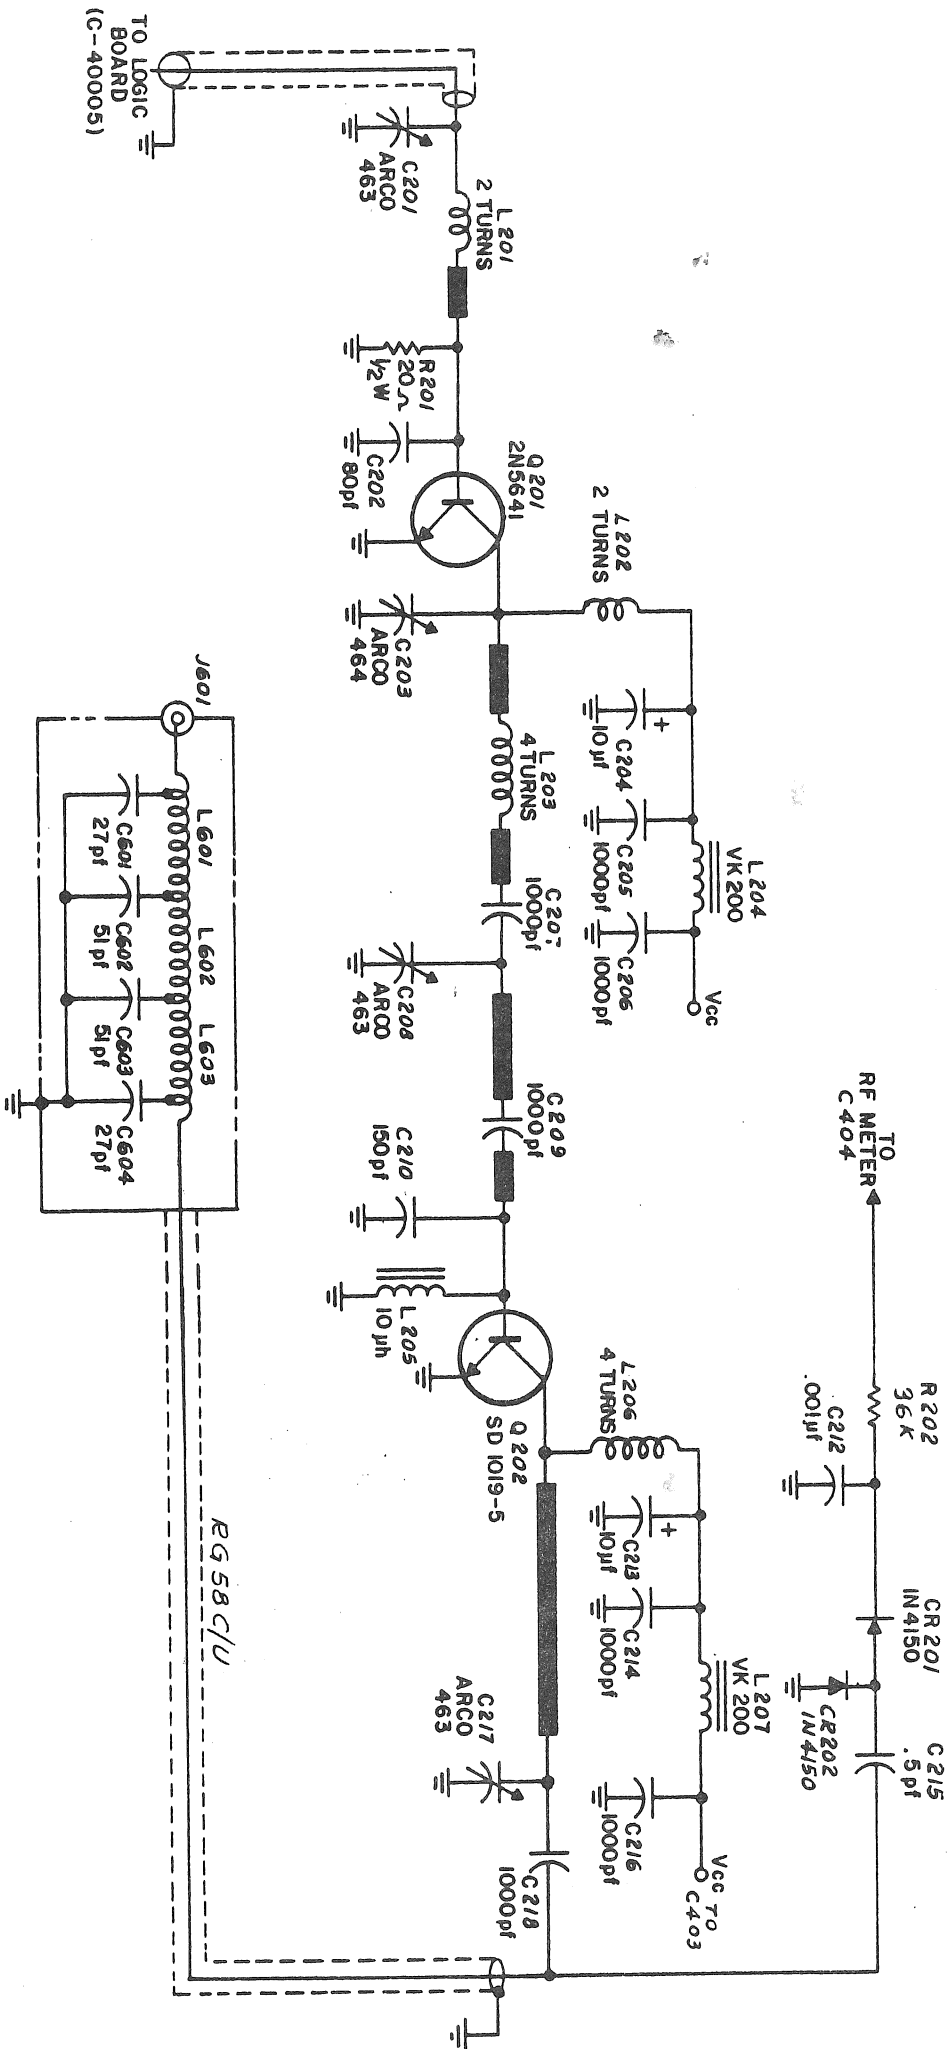 TO LOGIC
BOARD
(C-40005)
C201
ARCO
463
L201
2 TURNS
R201
20Ω
½W
C202
80pf
Q201
2N5641
L202
2 TURNS
C203
ARCO
464
C204
10µf
+
C205
1000pf
L204
VK200
C206
1000pf
Vcc
L203
4 TURNS
C207
1000pf
C208
ARCO
463
C209
1000pf
C210
150pf
L205
10µh
Q202
SD 1019-5
L206
4 TURNS
C213
10µf
+
C214
1000pf
L207
VK200
C216
1000pf
Vcc TO
C403
C217
ARCO
463
C218
1000pf
TO
RF METER
C404
R202
36K
C212
.001µf
CR201
1N4150
CR202
1N4150
C215
.5pf
J601
L601
L602
L603
C601
27pf
C602
51pf
C603
51pf
C604
27pf
RG58C/U